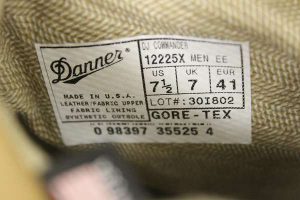 Danner
DJ COMMANDER
12225X MEN EE
US UK EUR
7½ 7 41
MADE IN U.S.A.
LEATHER/FABRIC UPPER
FABRIC LINING
SYNTHETIC OUTSOLE
LOT#: 30I802
GORE-TEX
0 98397 35525 4